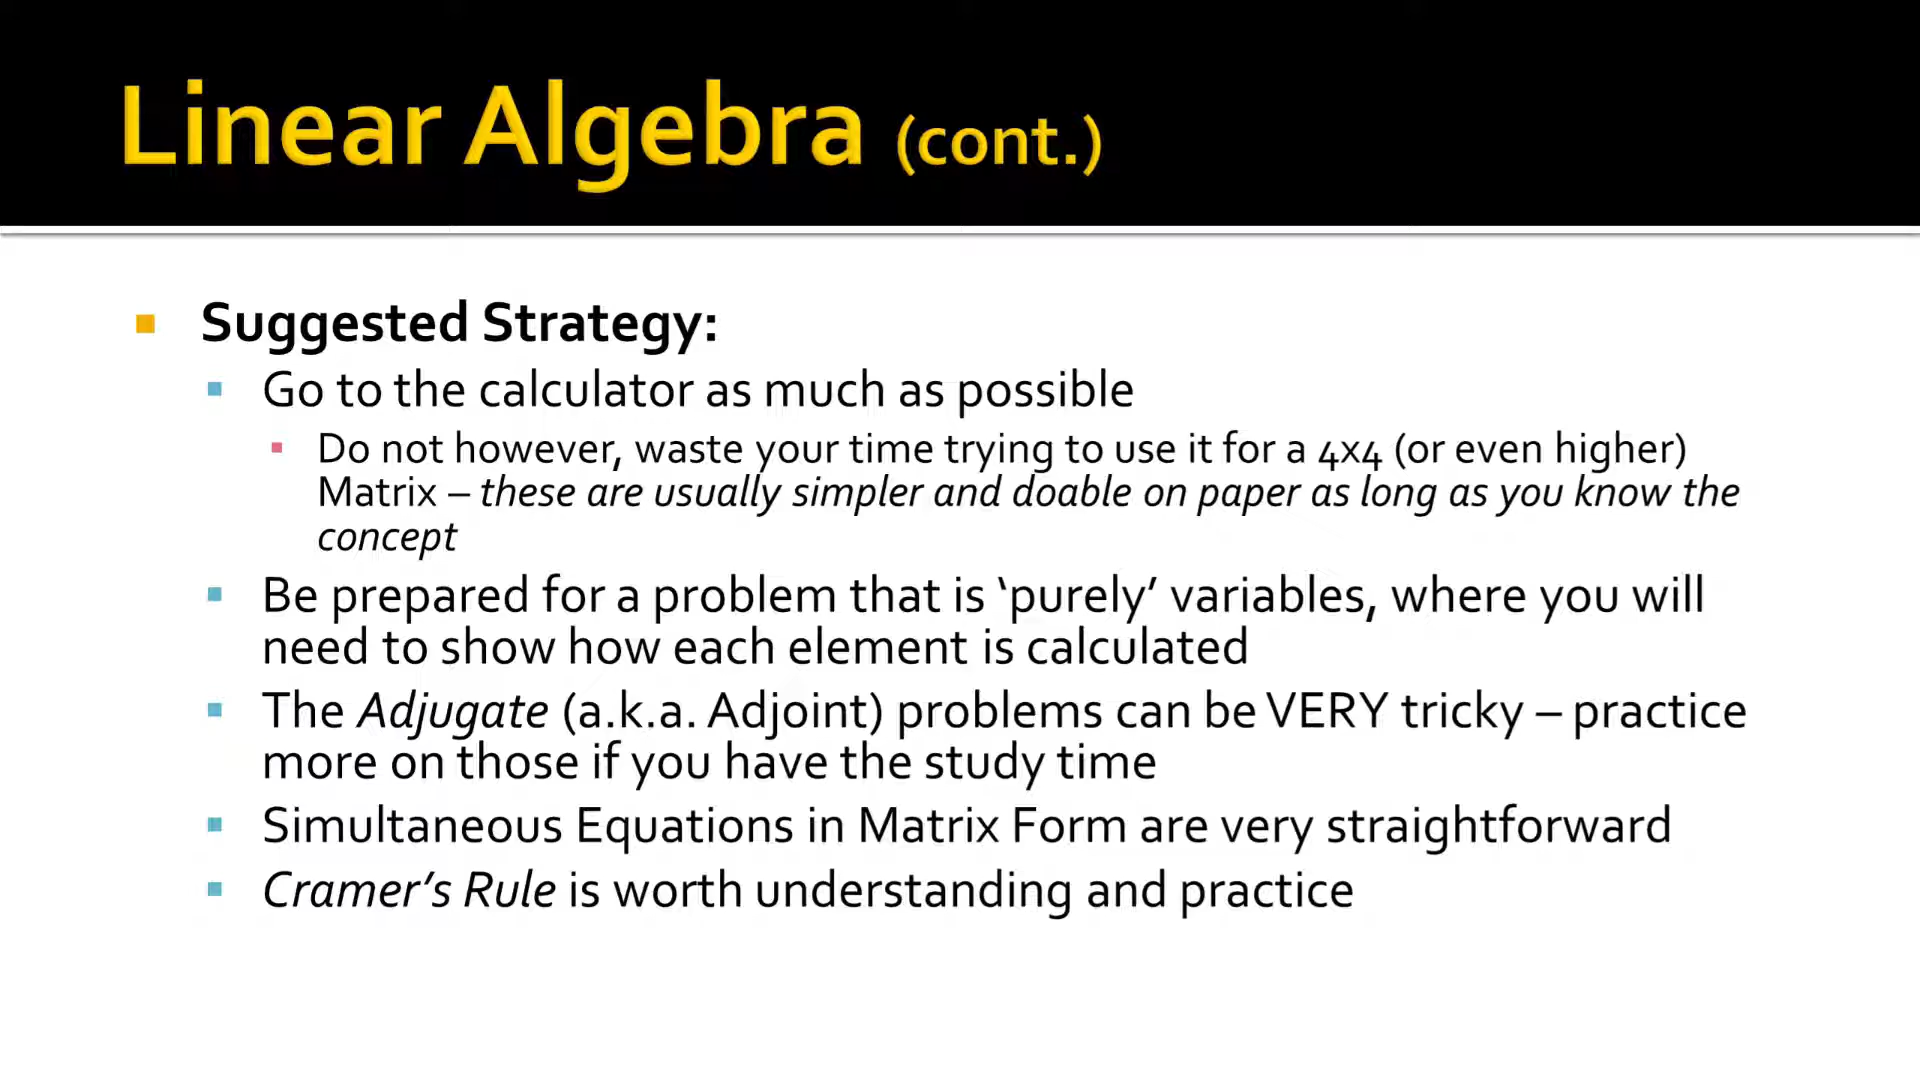 Linear Algebra (cont.)
Suggested Strategy:
Go to the calculator as much as possible
Do not however, waste your time trying to use it for a 4x4 (or even higher)
Matrix – these are usually simpler and doable on paper as long as you know the
concept
Be prepared for a problem that is ‘purely’ variables, where you will
need to show how each element is calculated
The Adjugate (a.k.a. Adjoint) problems can be VERY tricky – practice
more on those if you have the study time
Simultaneous Equations in Matrix Form are very straightforward
Cramer’s Rule is worth understanding and practice